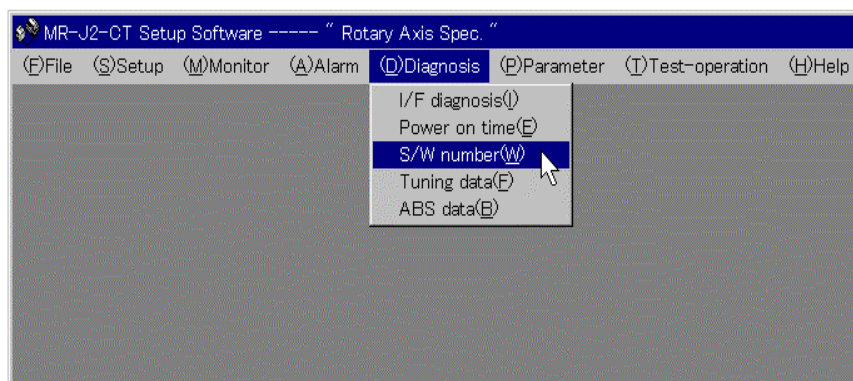 MR-J2-CT Setup Software ----- “ Rotary Axis Spec. ”
(F)File (S)Setup (M)Monitor (A)Alarm (D)Diagnosis (P)Parameter (T)Test-operation (H)Help
I/F diagnosis(I)
Power on time(E)
S/W number(W)
Tuning data(F)
ABS data(B)